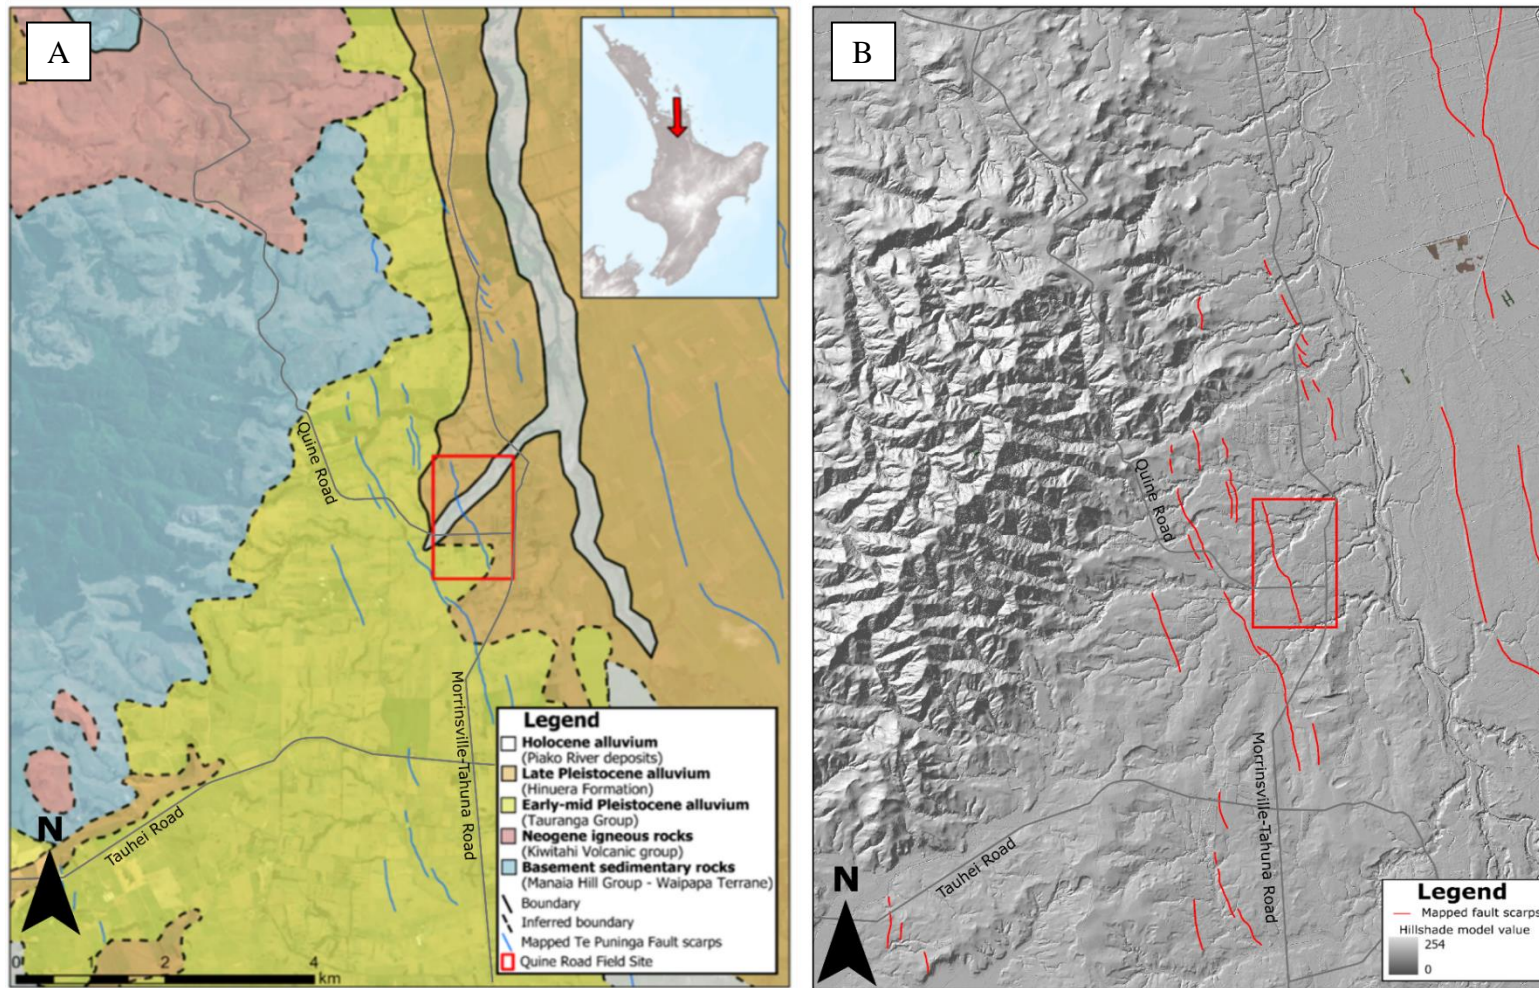 A
Quine Road
Morrinsville-Tahuna Road
Tauhei Road
N
0 1 2 4
km
Legend
Holocene alluvium
(Piako River deposits)
Late Pleistocene alluvium
(Hinuera Formation)
Early-mid Pleistocene alluvium
(Tauranga Group)
Neogene igneous rocks
(Kiwitahi Volcanic group)
Basement sedimentary rocks
(Manaia Hill Group - Waipapa Terrane)
Boundary
Inferred boundary
Mapped Te Puninga Fault scarps
Quine Road Field Site
B
Quine Road
Morrinsville-Tahuna Road
Tauhei Road
N
Legend
Mapped fault scarps
Hillshade model value
254
0